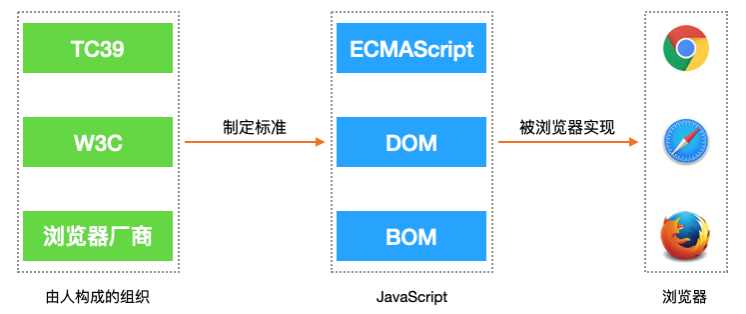 TC39
W3C
浏览器厂商
由人构成的组织
制定标准
ECMAScript
DOM
BOM
JavaScript
被浏览器实现
浏览器